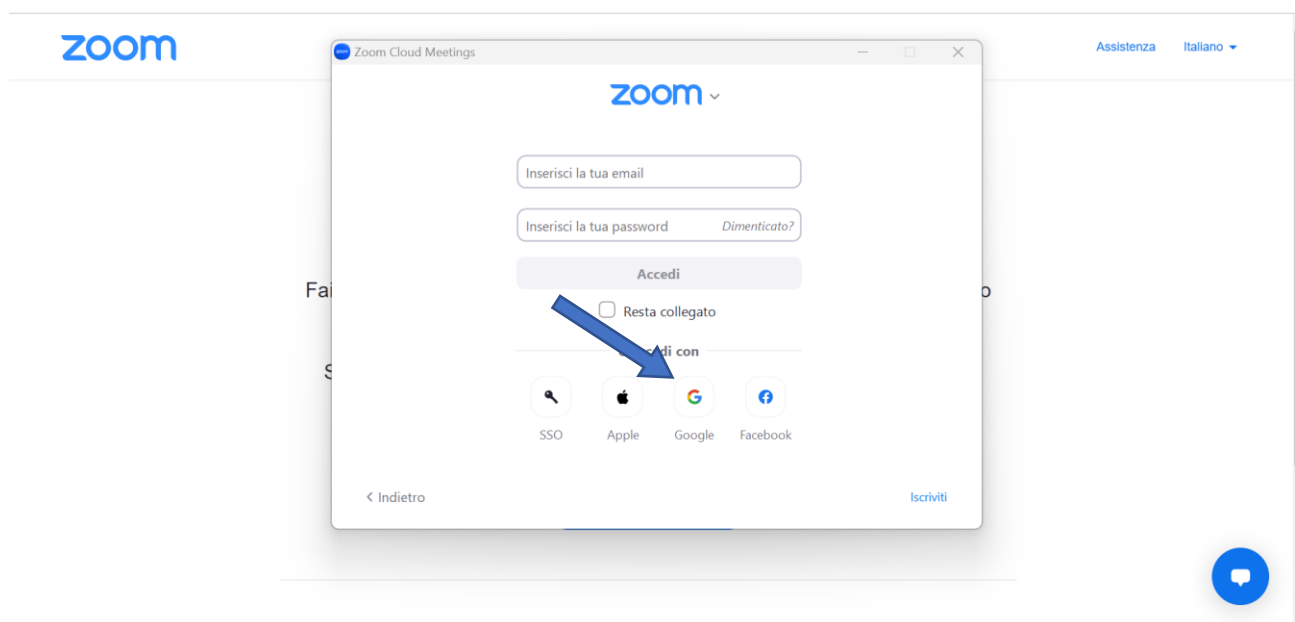 zoom
Assistenza Italiano
Zoom Cloud Meetings
zoom
Inserisci la tua email
Inserisci la tua password Dimenticato?
Accedi
Resta collegato
di con
SSO Apple Google Facebook
Indietro
Iscriviti